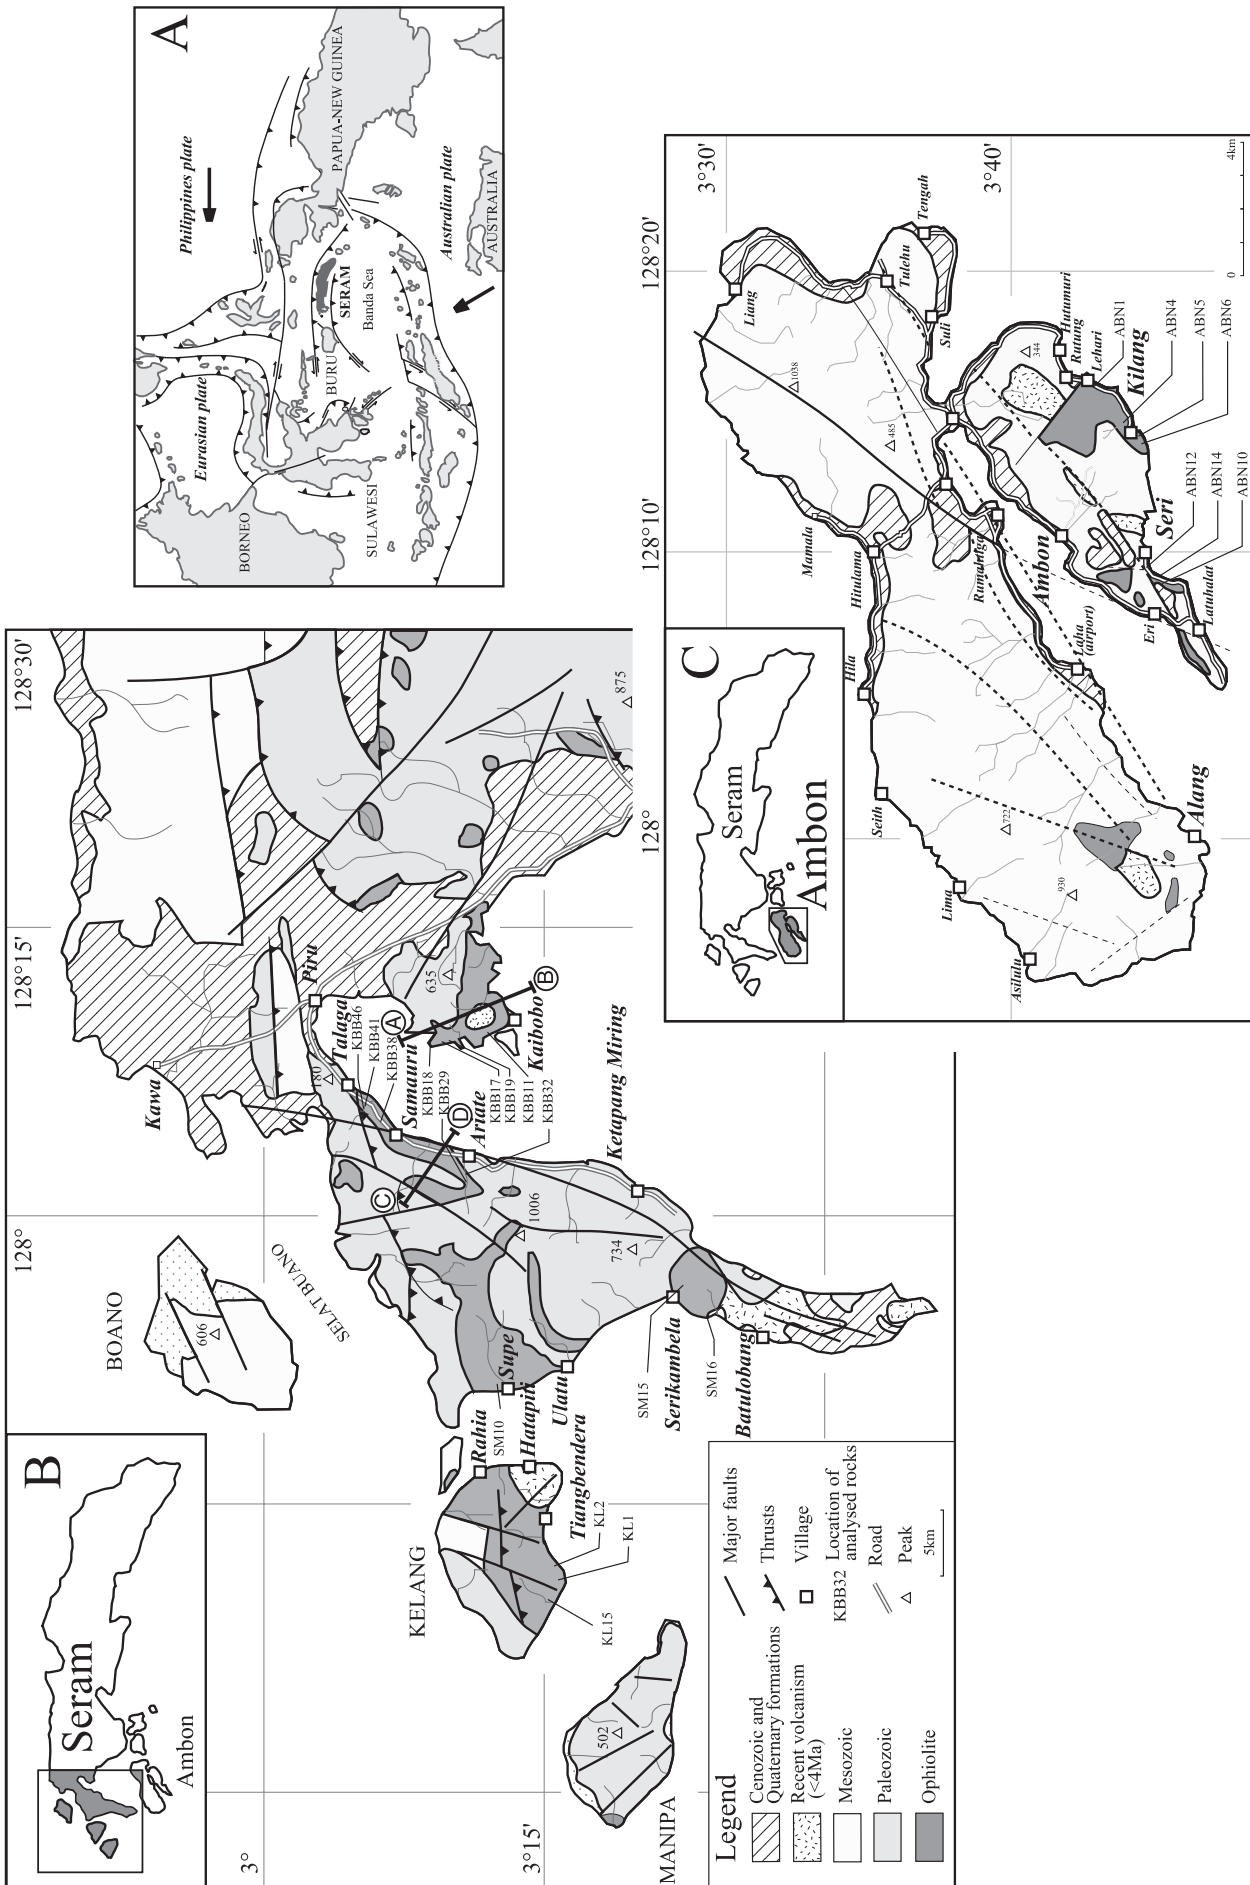 A
Philippines plate
Eurasian plate
PAPUA-NEW GUINEA
BORNEO
SULAWESI
BURU
SERAM
Banda Sea
Australian plate
AUSTRALIA
B
Seram
Ambon
128°
128°15'
128°30'
3°
3°15'
BOANO
606
SELAT BUANO
KELANG
MANIPA
502
Kawa
Piru
Talaga
180
KBB46
KBB41
KBB38
Samauru
KBB18
KBB29
Ariate
KBB17
KBB19
KBB11
KBB32
Kaibobo
A
B
C
D
635
875
1006
734
Ketapang Miring
Rahia
SM10
Supe
Hatapiti
Ulatu
Tiangbendera
KL2
KL1
KL15
SM15
Serikambela
SM16
Batulobang
Legend
Cenozoic and
Quaternary formations
Recent volcanism
(<4Ma)
Mesozoic
Paleozoic
Ophiolite
Major faults
Thrusts
Village
KBB32
Location of
analysed rocks
Road
Peak
5km
C
Seram
Ambon
128°
128°10'
128°20'
3°30'
3°40'
Liang
Tengah
Tulehu
Suli
1038
485
Mamala
Hitulama
Hila
Seith
Lima
Asilulu
722
930
Alang
Laha
(airport)
Rumahtiga
Ambon
344
Hutumuri
Rutung
Lehari
Kilang
ABN1
ABN4
ABN5
ABN6
Seri
ABN12
ABN14
ABN10
Eri
Latuhalat
0
4km